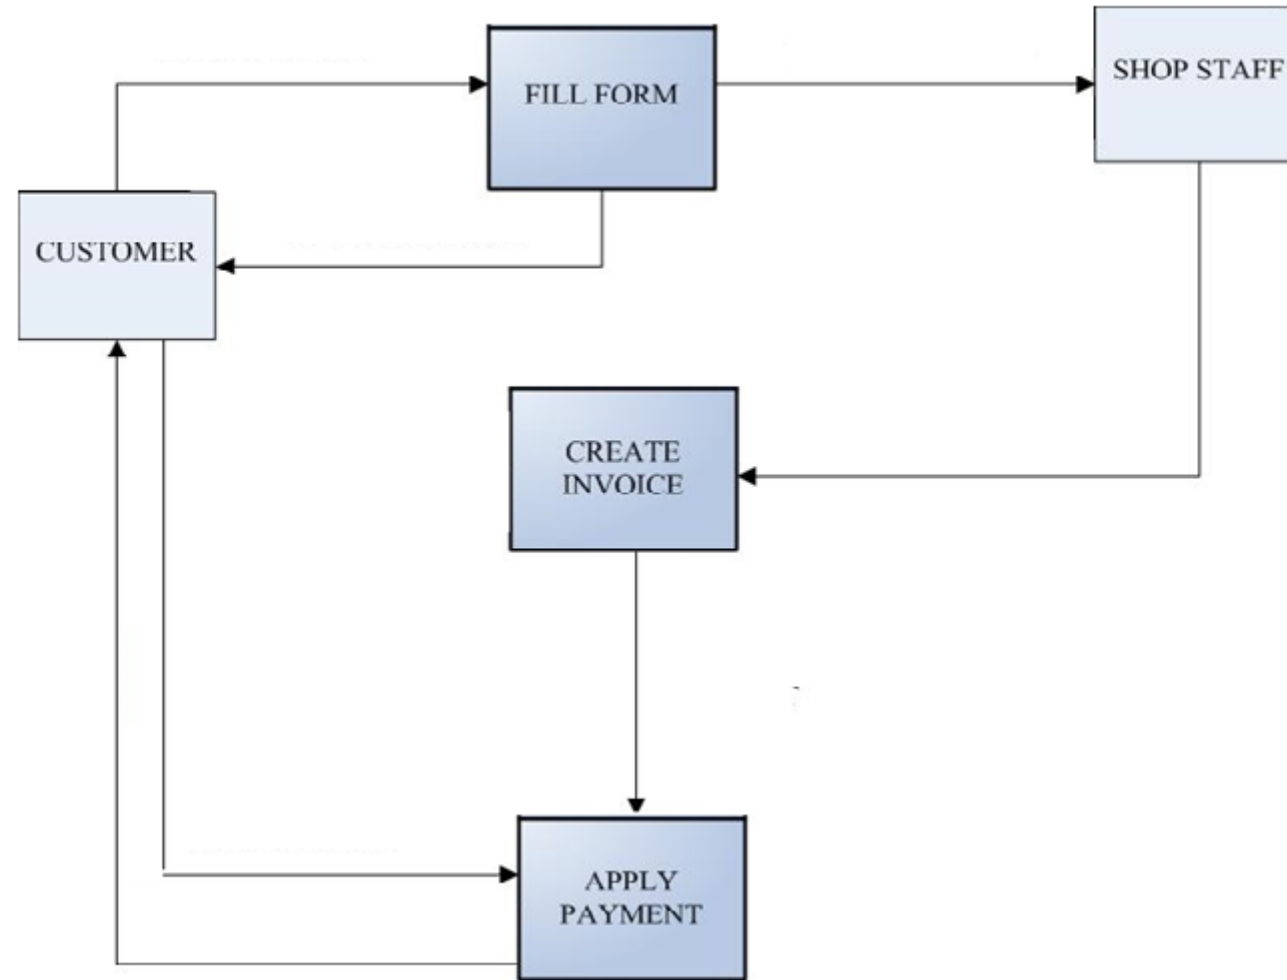 FILL FORM
SHOP STAFF
CUSTOMER
CREATE
INVOICE
APPLY
PAYMENT